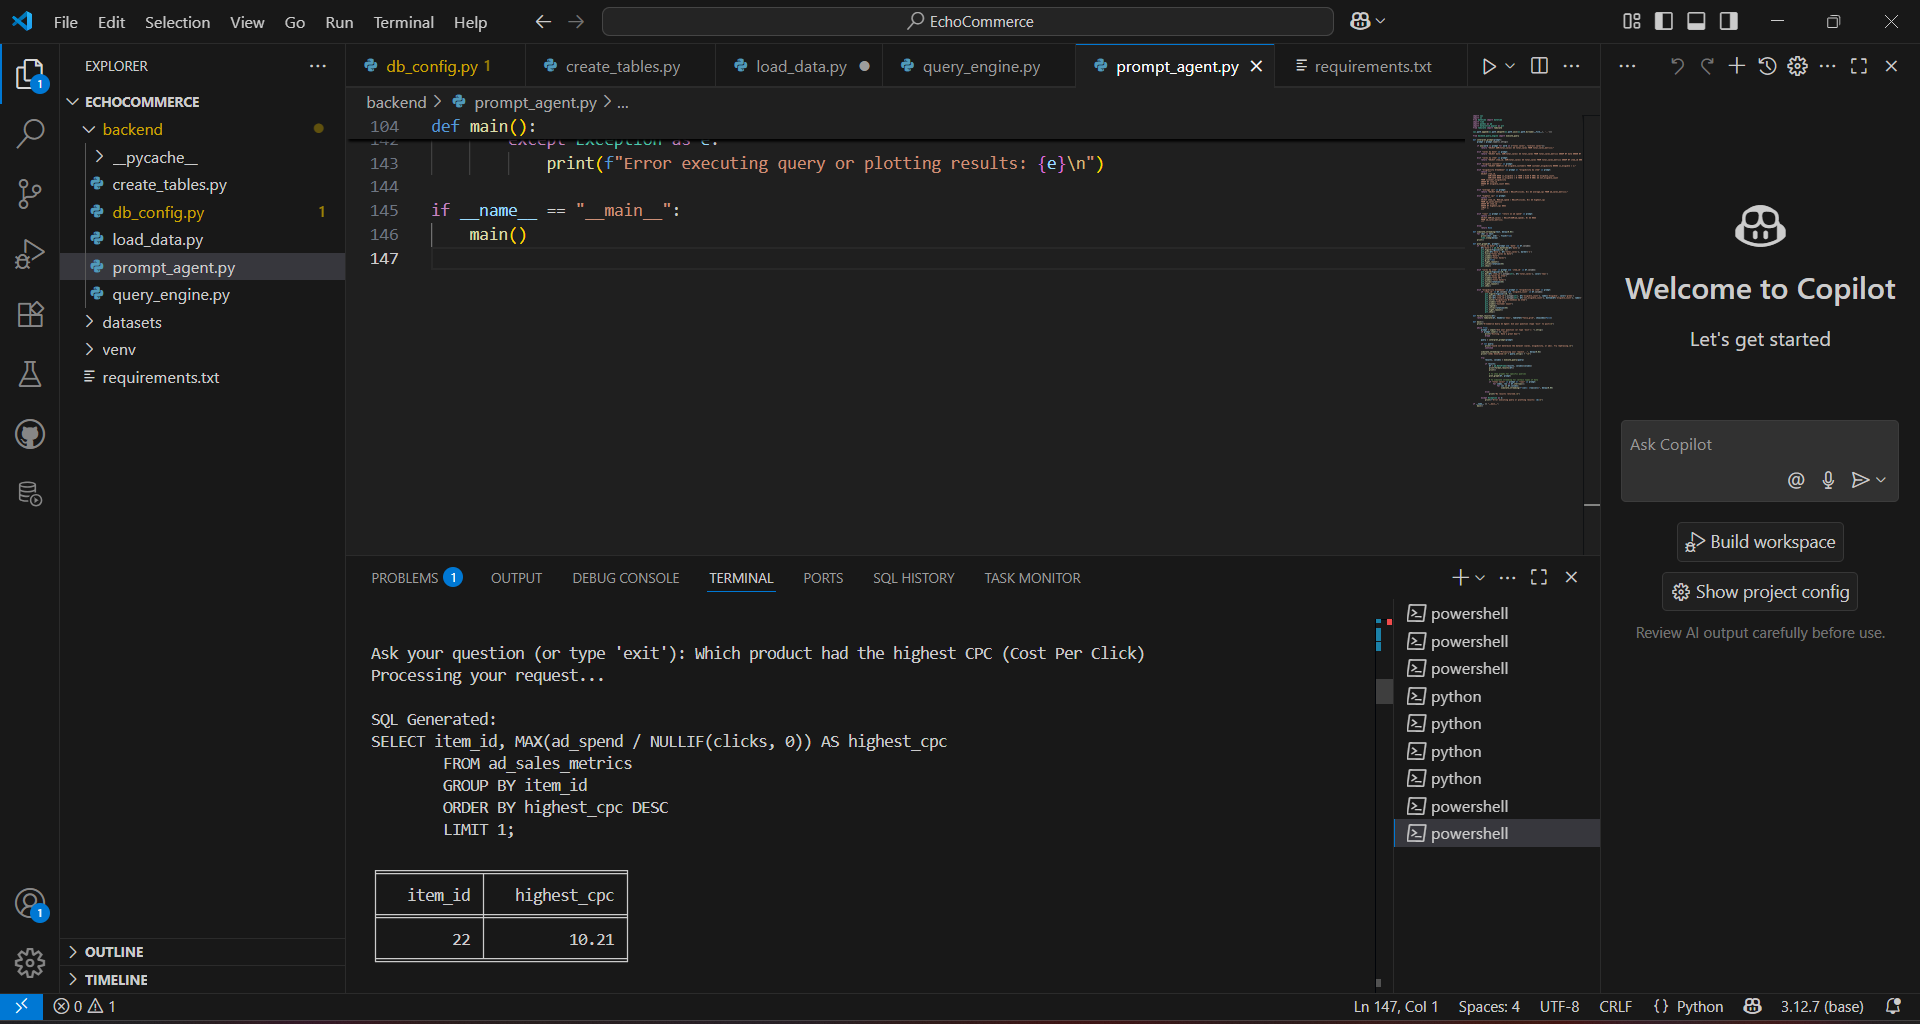 File Edit Selection View Go Run Terminal Help
EchoCommerce
EXPLORER
ECHOCOMMERCE
backend
__pycache__
create_tables.py
db_config.py 1
load_data.py
prompt_agent.py
query_engine.py
datasets
venv
requirements.txt
OUTLINE
TIMELINE
1
1
db_config.py 1 create_tables.py load_data.py query_engine.py prompt_agent.py requirements.txt
backend > prompt_agent.py > ...
104 def main():
143 print(f"Error executing query or plotting results: {e}\n")
144
145 if __name__ == "__main__":
146 main()
147
PROBLEMS 1 OUTPUT DEBUG CONSOLE TERMINAL PORTS SQL HISTORY TASK MONITOR
Ask your question (or type 'exit'): Which product had the highest CPC (Cost Per Click)
Processing your request...
SQL Generated:
SELECT item_id, MAX(ad_spend / NULLIF(clicks, 0)) AS highest_cpc
FROM ad_sales_metrics
GROUP BY item_id
ORDER BY highest_cpc DESC
LIMIT 1;
item_id highest_cpc
22 10.21
powershell
powershell
powershell
python
python
python
python
powershell
powershell
Welcome to Copilot
Let's get started
Ask Copilot
Build workspace
Show project config
Review AI output carefully before use.
0 1
Ln 147, Col 1 Spaces: 4 UTF-8 CRLF {} Python 3.12.7 (base)